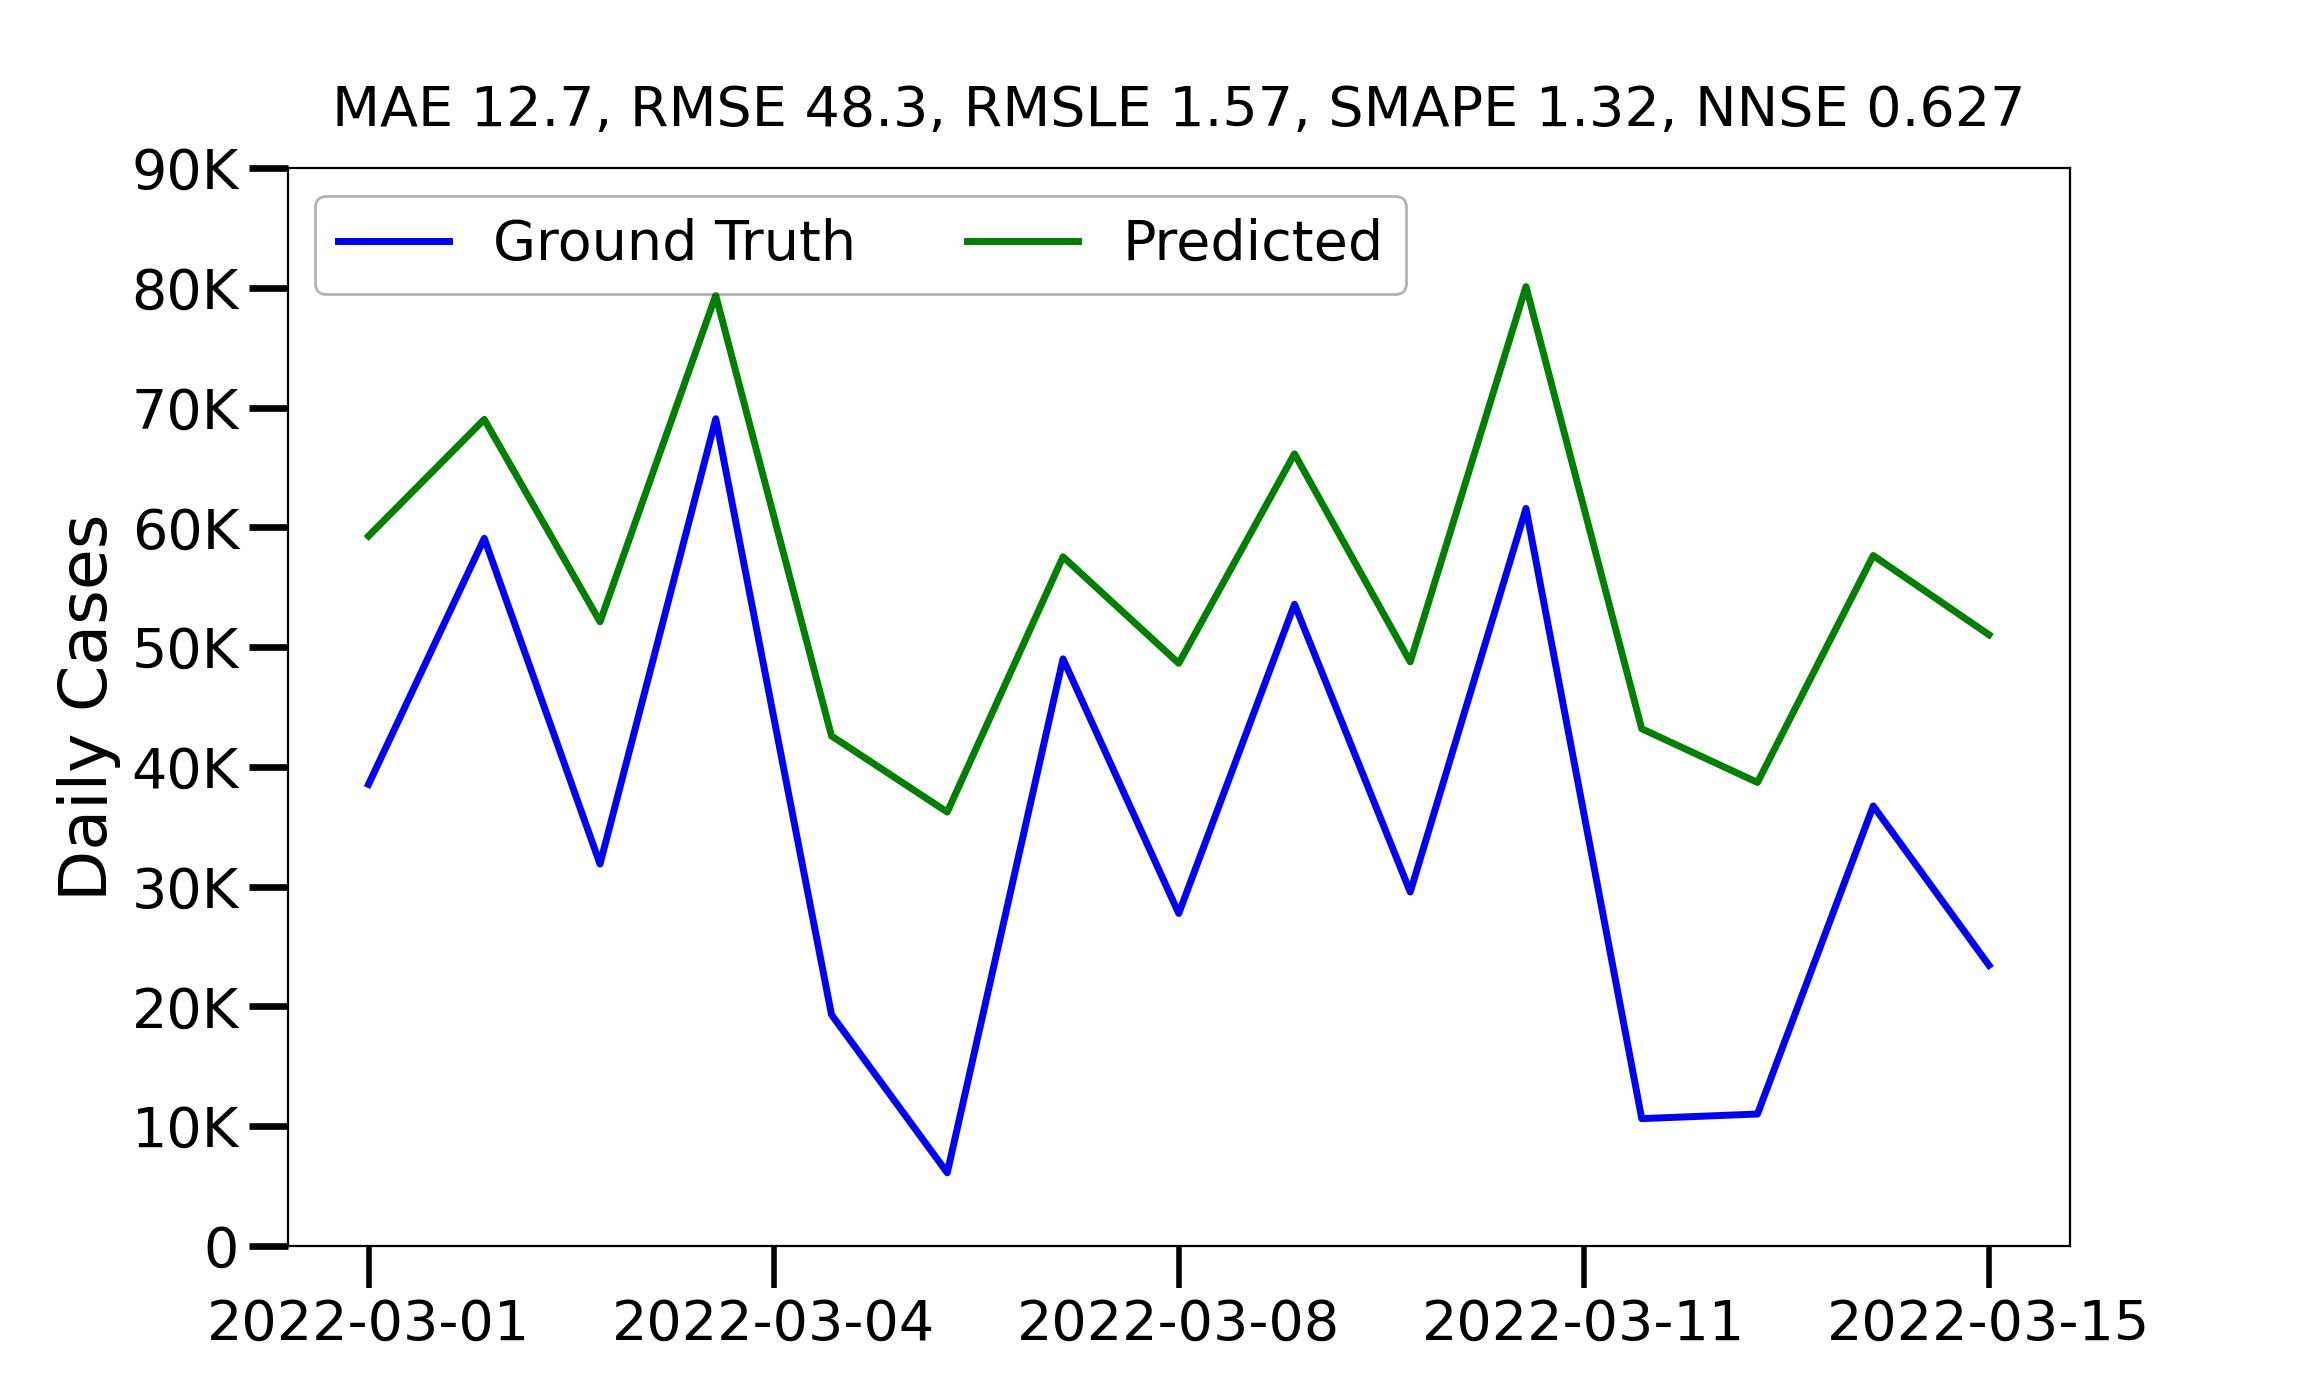 MAE 12.7, RMSE 48.3, RMSLE 1.57, SMAPE 1.32, NNSE 0.627
90K
Ground Truth Predicted
80K
70K
60K
50K
40K
30K
20K
10K
0
Daily Cases
2022-03-01 2022-03-04 2022-03-08 2022-03-11 2022-03-15